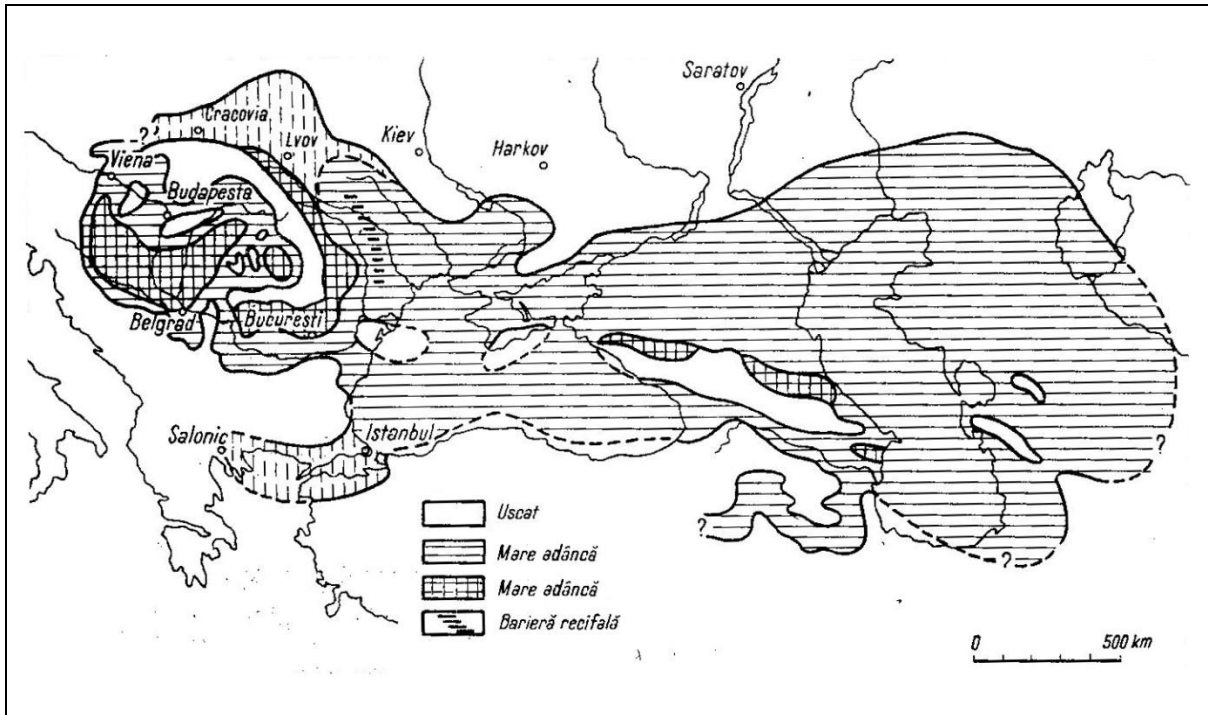 Saratov
Cracovia
Kiev
Lvov
Harkov
?
Viena
Budapesta
Belgrad
București
Salonic
Istanbul
?
?
?
Uscat
Mare adâncă
Mare adâncă
Barieră recifală
0 500 km